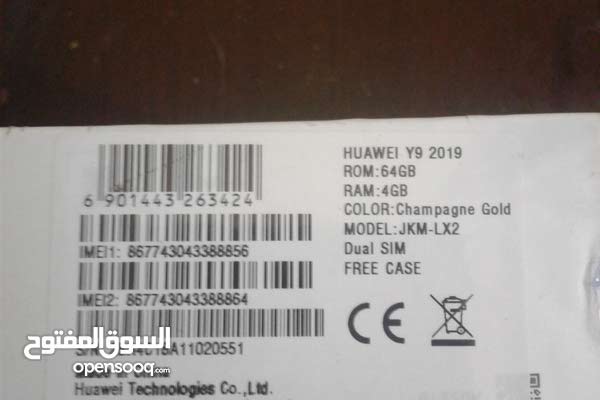 HUAWEI Y9 2019
ROM:64GB
RAM:4GB
COLOR:Champagne Gold
MODEL:JKM-LX2
Dual SIM
FREE CASE
6 901443 263424
IMEI1: 867743043388856
IMEI2: 867743043388864
السوق المفتوح
opensooq.com
Huawei Technologies Co.,Ltd.